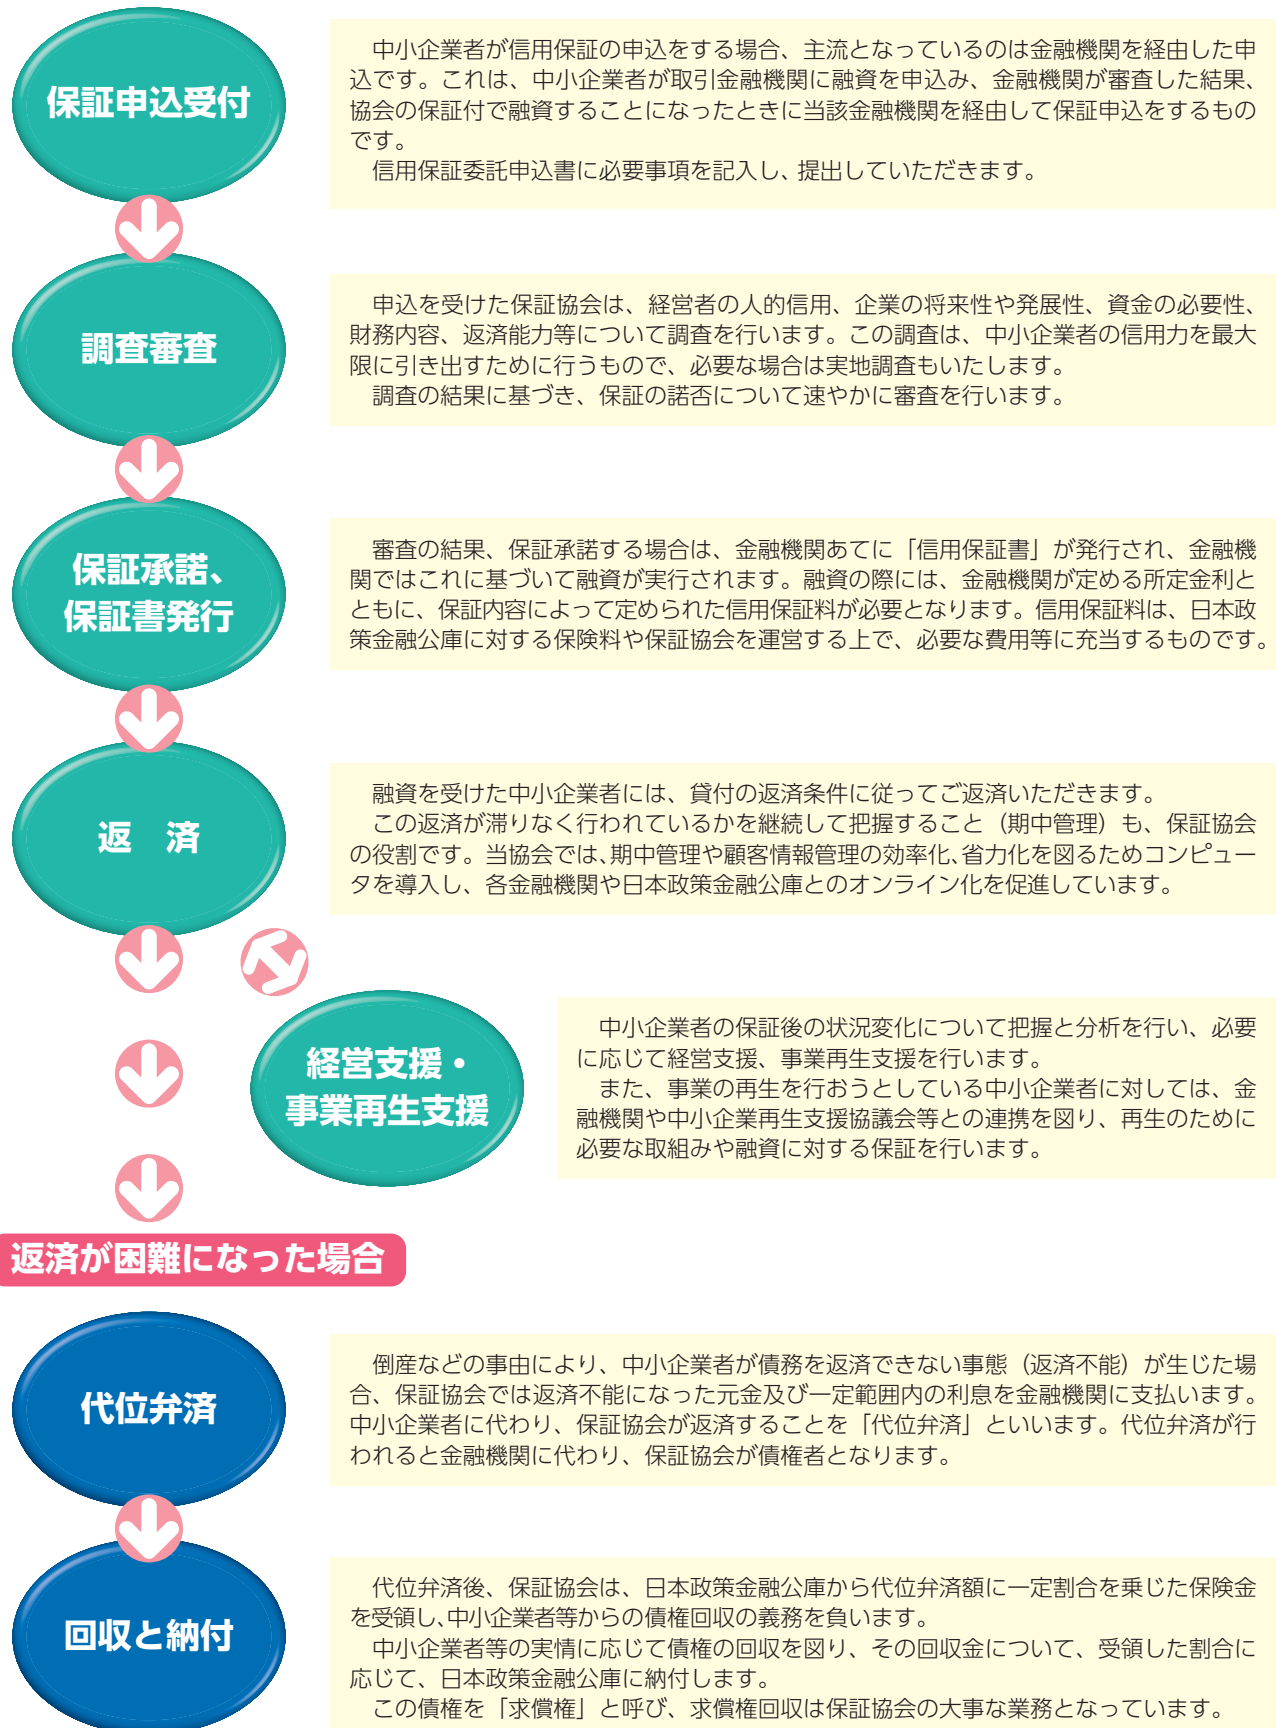 保証申込受付
中小企業者が信用保証の申込をする場合、主流となっているのは金融機関を経由した申
込です。これは、中小企業者が取引金融機関に融資を申込み、金融機関が審査した結果、
協会の保証付で融資することになったときに当該金融機関を経由して保証申込をするもの
です。
信用保証委託申込書に必要事項を記入し、提出していただきます。
調査審査
申込を受けた保証協会は、経営者の人的信用、企業の将来性や発展性、資金の必要性、
財務内容、返済能力等について調査を行います。この調査は、中小企業者の信用力を最大
限に引き出すために行うもので、必要な場合は実地調査もいたします。
調査の結果に基づき、保証の諾否について速やかに審査を行います。
保証承諾、
保証書発行
審査の結果、保証承諾する場合は、金融機関あてに「信用保証書」が発行され、金融機
関ではこれに基づいて融資が実行されます。融資の際には、金融機関が定める所定金利と
ともに、保証内容によって定められた信用保証料が必要となります。信用保証料は、日本政
策金融公庫に対する保険料や保証協会を運営する上で、必要な費用等に充当するものです。
返　済
融資を受けた中小企業者には、貸付の返済条件に従ってご返済いただきます。
この返済が滞りなく行われているかを継続して把握すること（期中管理）も、保証協会
の役割です。当協会では、期中管理や顧客情報管理の効率化、省力化を図るためコンピュー
タを導入し、各金融機関や日本政策金融公庫とのオンライン化を促進しています。
経営支援・
事業再生支援
中小企業者の保証後の状況変化について把握と分析を行い、必要
に応じて経営支援、事業再生支援を行います。
また、事業の再生を行おうとしている中小企業者に対しては、金
融機関や中小企業再生支援協議会等との連携を図り、再生のために
必要な取組みや融資に対する保証を行います。
返済が困難になった場合
代位弁済
倒産などの事由により、中小企業者が債務を返済できない事態（返済不能）が生じた場
合、保証協会では返済不能になった元金及び一定範囲内の利息を金融機関に支払います。
中小企業者に代わり、保証協会が返済することを「代位弁済」といいます。代位弁済が行
われると金融機関に代わり、保証協会が債権者となります。
回収と納付
代位弁済後、保証協会は、日本政策金融公庫から代位弁済額に一定割合を乗じた保険金
を受領し、中小企業者等からの債権回収の義務を負います。
中小企業者等の実情に応じて債権の回収を図り、その回収金について、受領した割合に
応じて、日本政策金融公庫に納付します。
この債権を「求償権」と呼び、求償権回収は保証協会の大事な業務となっています。